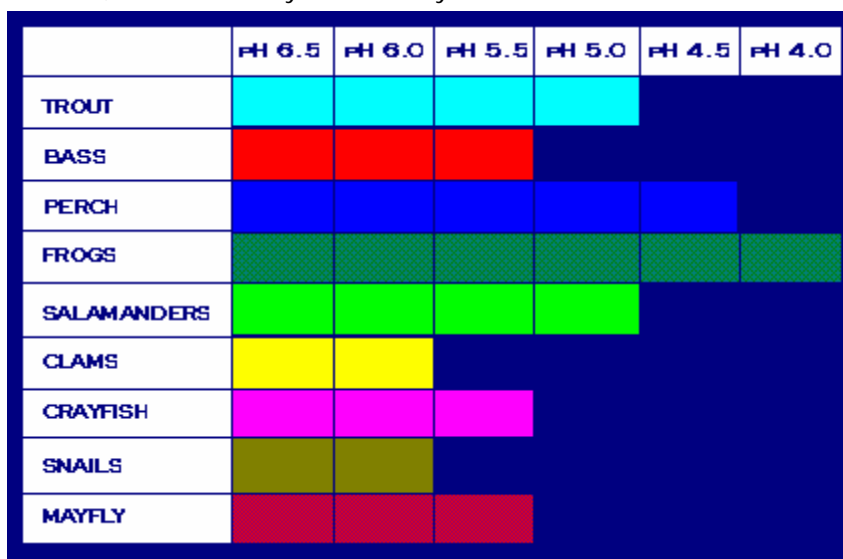 pH 6.5 pH 6.0 pH 5.5 pH 5.0 pH 4.5 pH 4.0
TROUT
BASS
PERCH
FROGS
SALAMANDERS
CLAMS
CRAYFISH
SNAILS
MAYFLY